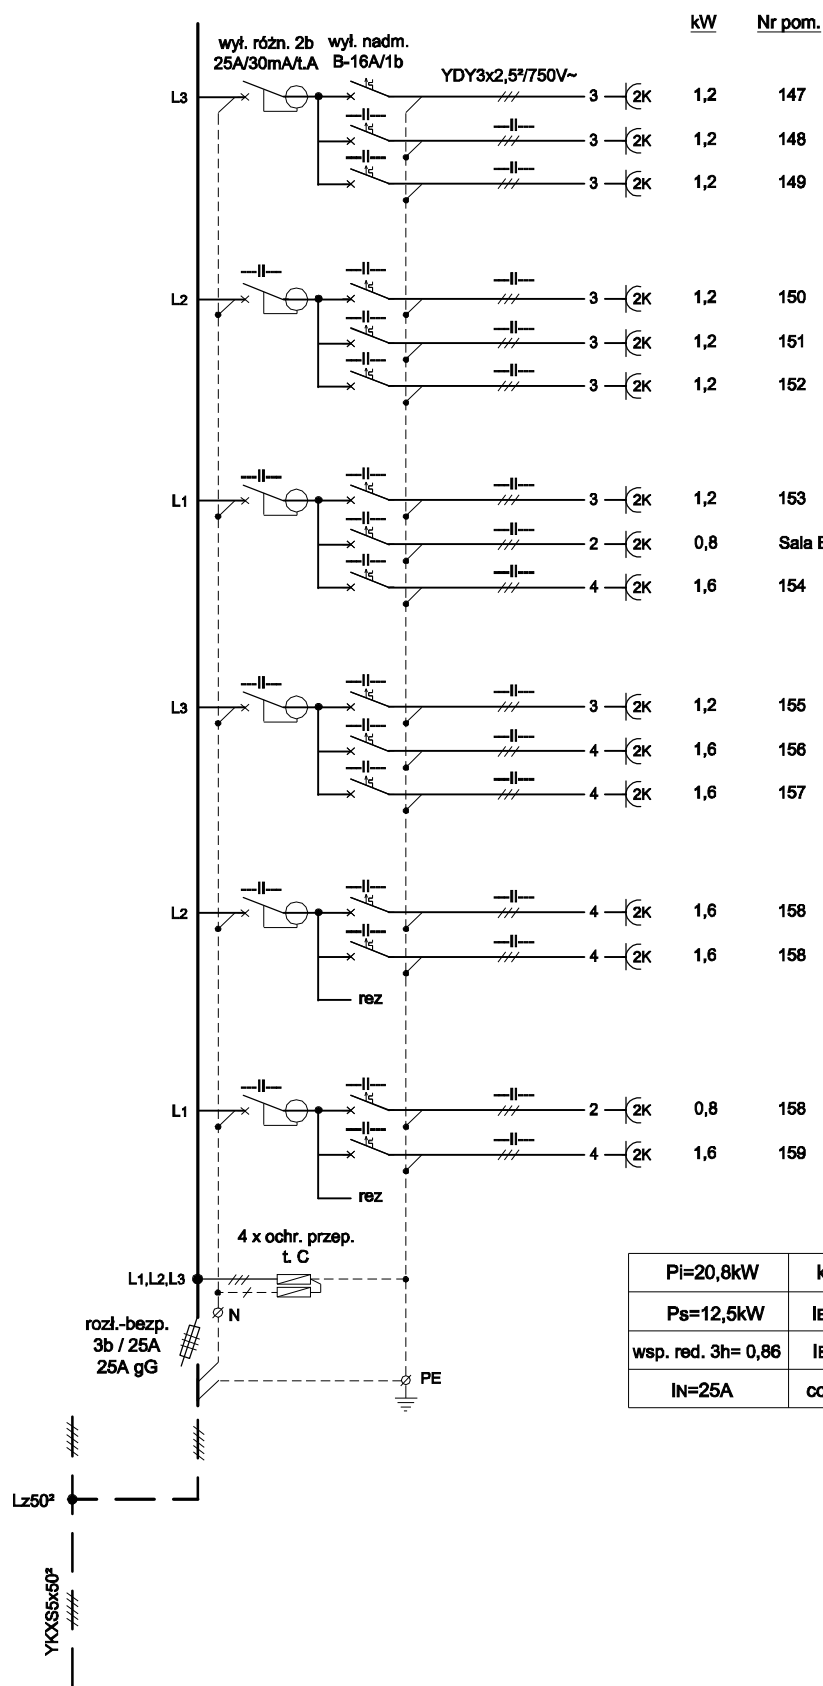 kW Nr pom.
wył. różn. 2b wył. nadm.
25A/30mA/t.A B-16A/1b
YDY3x2,5²/750V~
L3 3 2K 1,2 147
3 2K 1,2 148
3 2K 1,2 149
L2 3 2K 1,2 150
3 2K 1,2 151
3 2K 1,2 152
L1 3 2K 1,2 153
2 2K 0,8 Sala
4 2K 1,6 154
L3 3 2K 1,2 155
4 2K 1,6 156
4 2K 1,6 157
L2 4 2K 1,6 158
4 2K 1,6 158
rez
L1 2 2K 0,8 158
4 2K 1,6 159
rez
4 x ochr. przep.
t. C
L1,L2,L3
N
rozł.-bezp.
3b / 25A
25A gG
PE
Pi=20,8kW
Ps=12,5kW
wsp. red. 3h= 0,86
IN=25A
Lz50²
YKXS5x50²